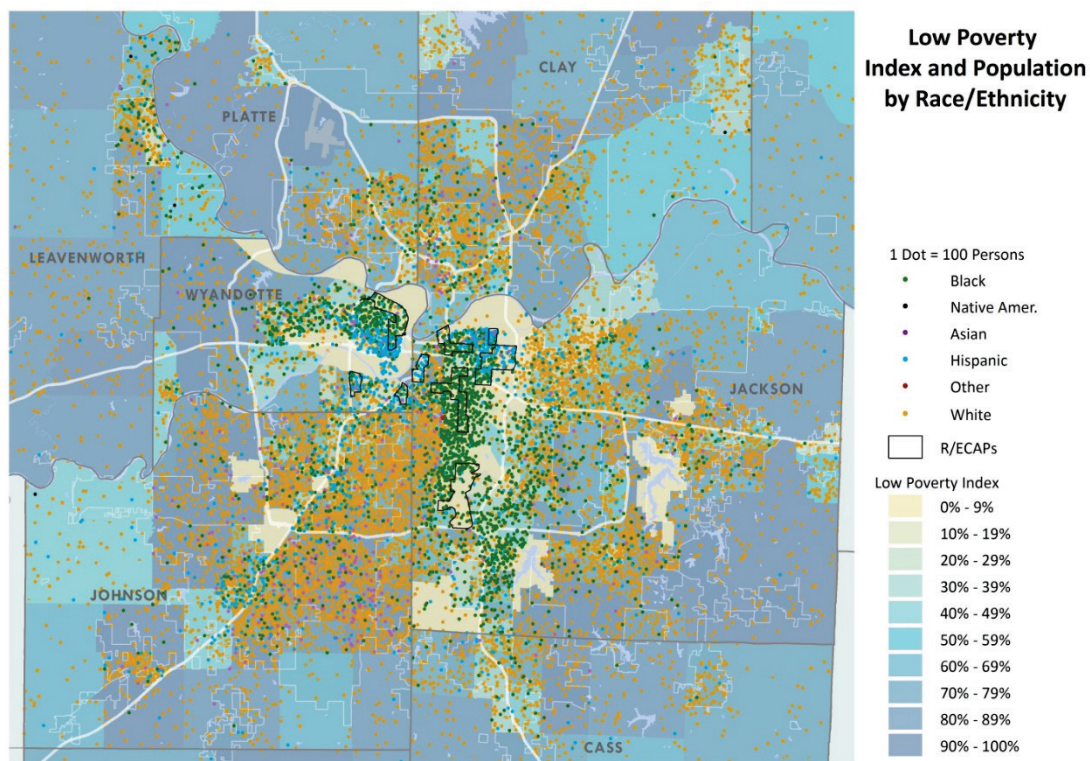 Low Poverty
Index and Population
by Race/Ethnicity
CLAY
PLATTE
LEAVENWORTH
WYANDOTTE
JACKSON
JOHNSON
CASS
1 Dot = 100 Persons
Black
Native Amer.
Asian
Hispanic
Other
White
R/ECAPs
Low Poverty Index
0% - 9%
10% - 19%
20% - 29%
30% - 39%
40% - 49%
50% - 59%
60% - 69%
70% - 79%
80% - 89%
90% - 100%